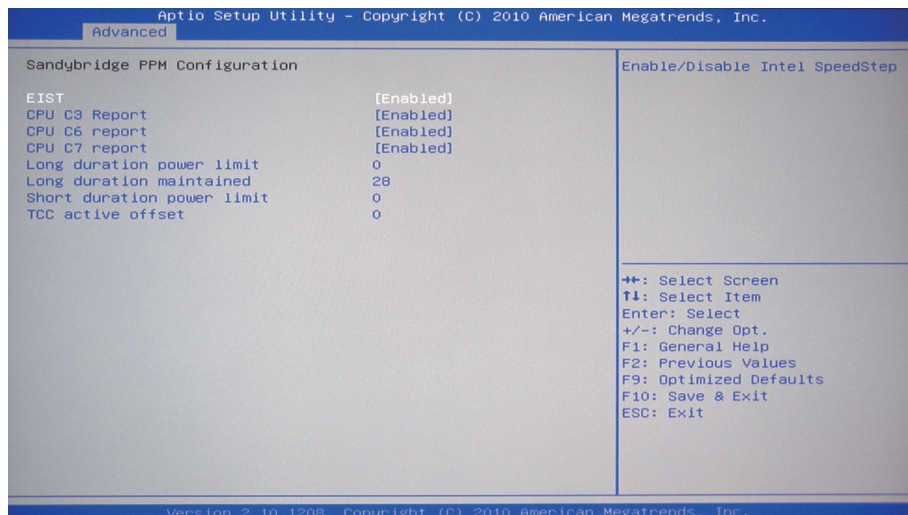 Aptio Setup Utility – Copyright (C) 2010 American Megatrends, Inc.
Advanced
Sandybridge PPM Configuration
EIST [Enabled]
CPU C3 Report [Enabled]
CPU C6 report [Enabled]
CPU C7 report [Enabled]
Long duration power limit 0
Long duration maintained 28
Short duration power limit 0
TCC active offset 0
Enable/Disable Intel SpeedStep
→←: Select Screen
↑↓: Select Item
Enter: Select
+/-: Change Opt.
F1: General Help
F2: Previous Values
F9: Optimized Defaults
F10: Save & Exit
ESC: Exit
Version 2.10.1208. Copyright (C) 2010 American Megatrends, Inc.